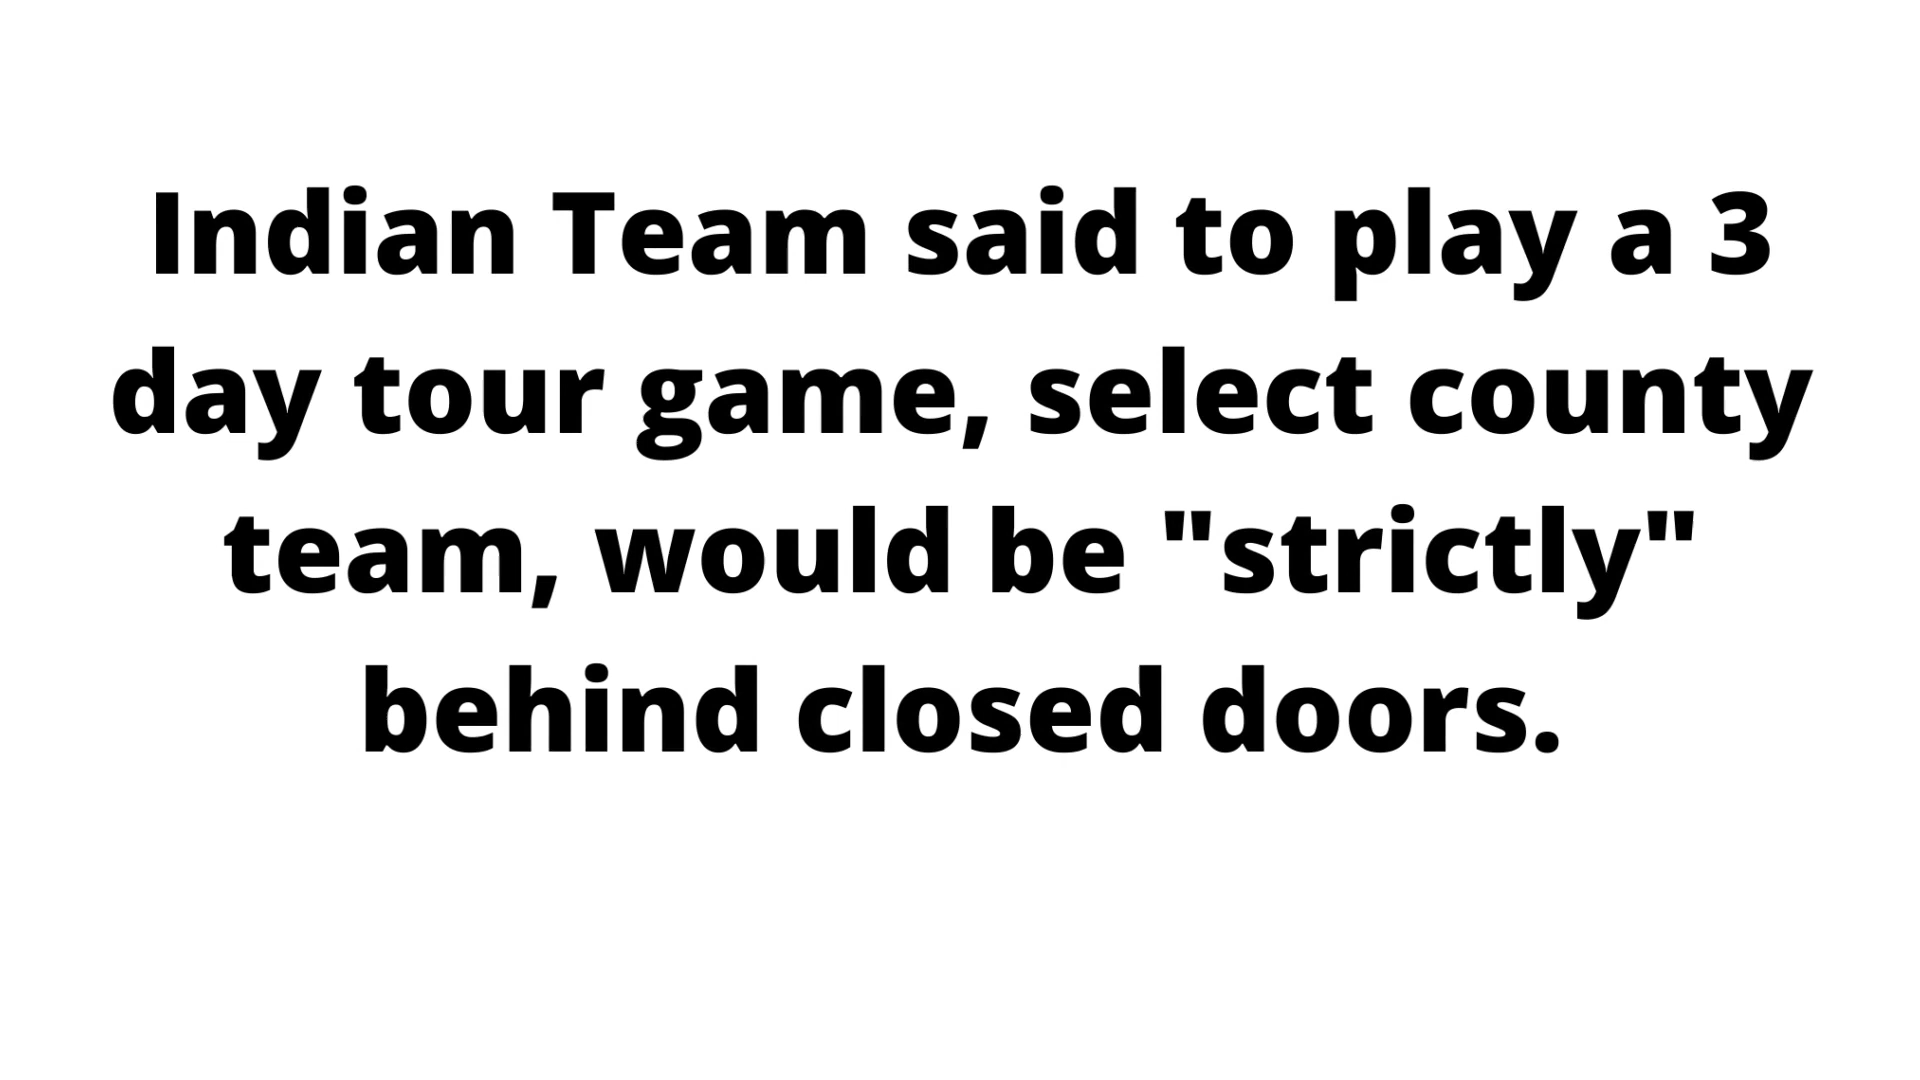 Indian Team said to play a 3
day tour game, select county
team, would be "strictly"
behind closed doors.